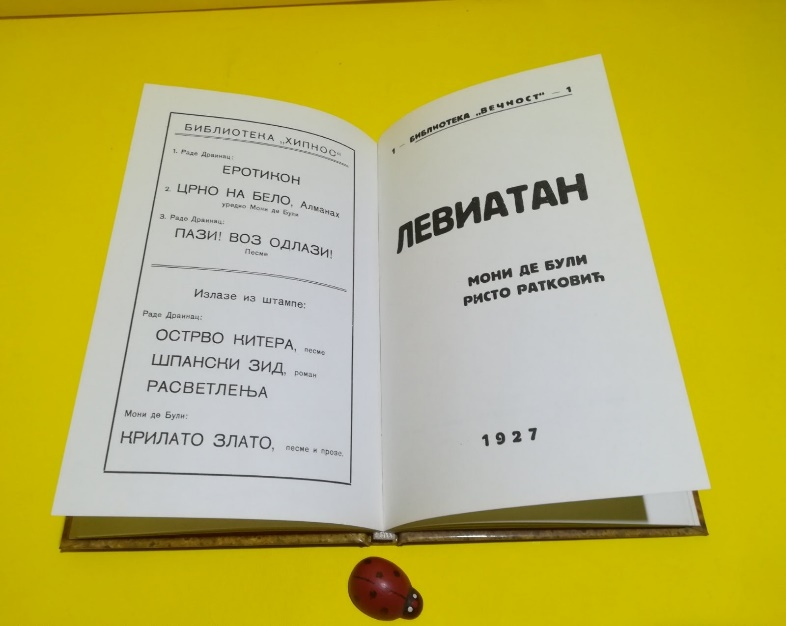 БИБЛИОТЕКА „ХИПНОС“
1. Раде Драинац:
ЕРОТИКОН
2. ЦРНО НА БЕЛО, Алманах
уредио Мони де Були
3. Раде Драинац:
ПАЗИ! ВОЗ ОДЛАЗИ!
Песми
Излазе из штампе:
Раде Драинац:
ОСТРВО КИТЕРА, песме
ШПАНСКИ ЗИД, роман
РАСВЕТЛЕЊА
Мони де Були:
КРИЛАТО ЗЛАТО, песме и прозе.
1 – БИБЛИОТЕКА „ВЕЧНОСТ“ – 1
ЛЕВИАТАН
МОНИ ДЕ БУЛИ
РИСТО РАТКОВИЋ
1927